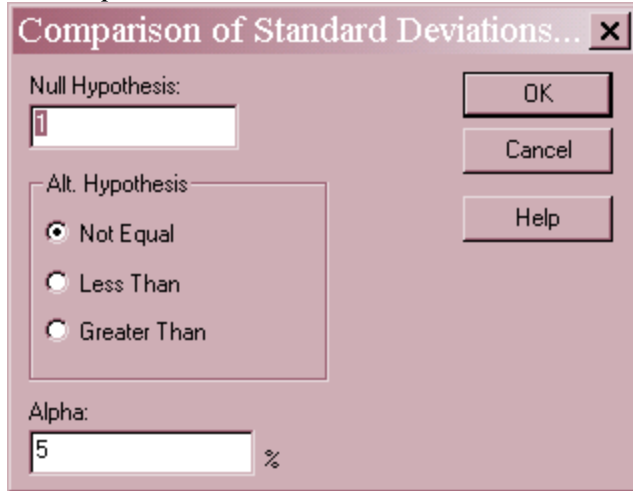 Comparison of Standard Deviations...
Null Hypothesis:
1
OK
Cancel
Help
Alt. Hypothesis
Not Equal
Less Than
Greater Than
Alpha:
5 %